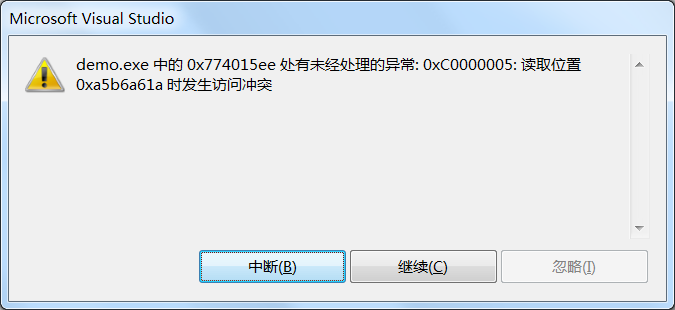 Microsoft Visual Studio
demo.exe 中的 0x774015ee 处有未经处理的异常: 0xC0000005: 读取位置
0xa5b6a61a 时发生访问冲突
中断(B) 继续(C) 忽略(I)